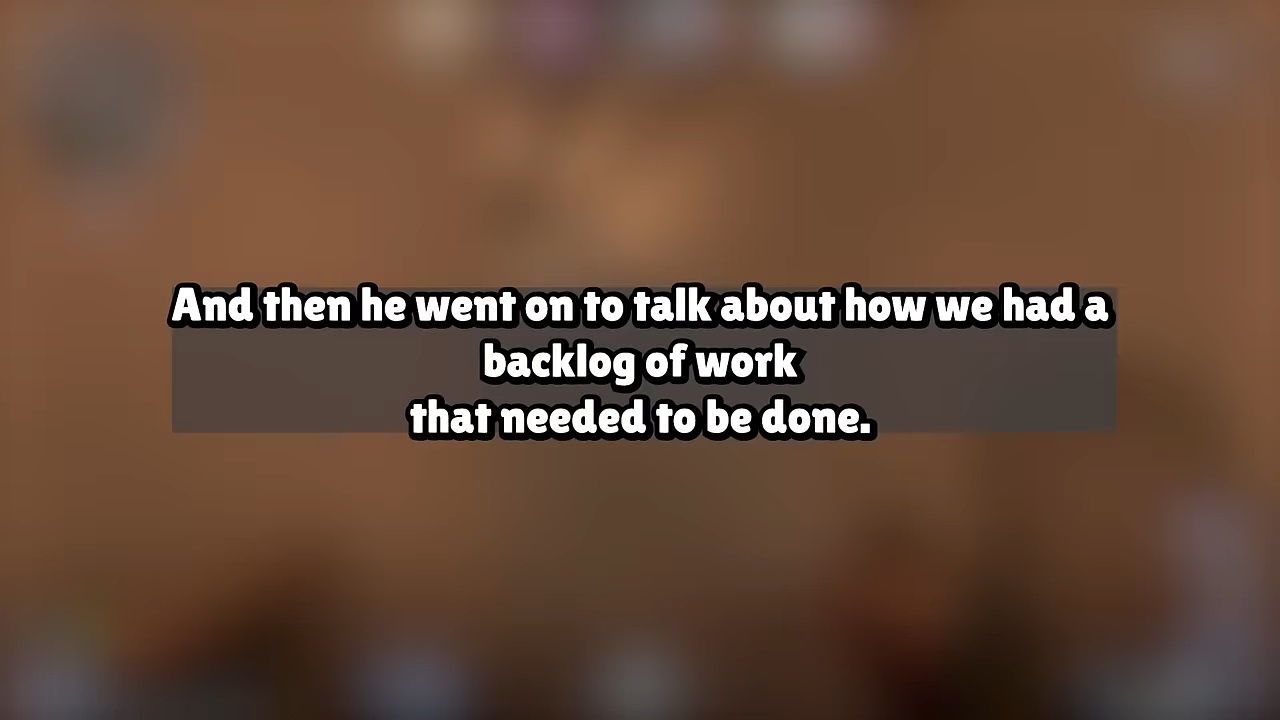 And then he went on to talk about how we had a
backlog of work
that needed to be done.